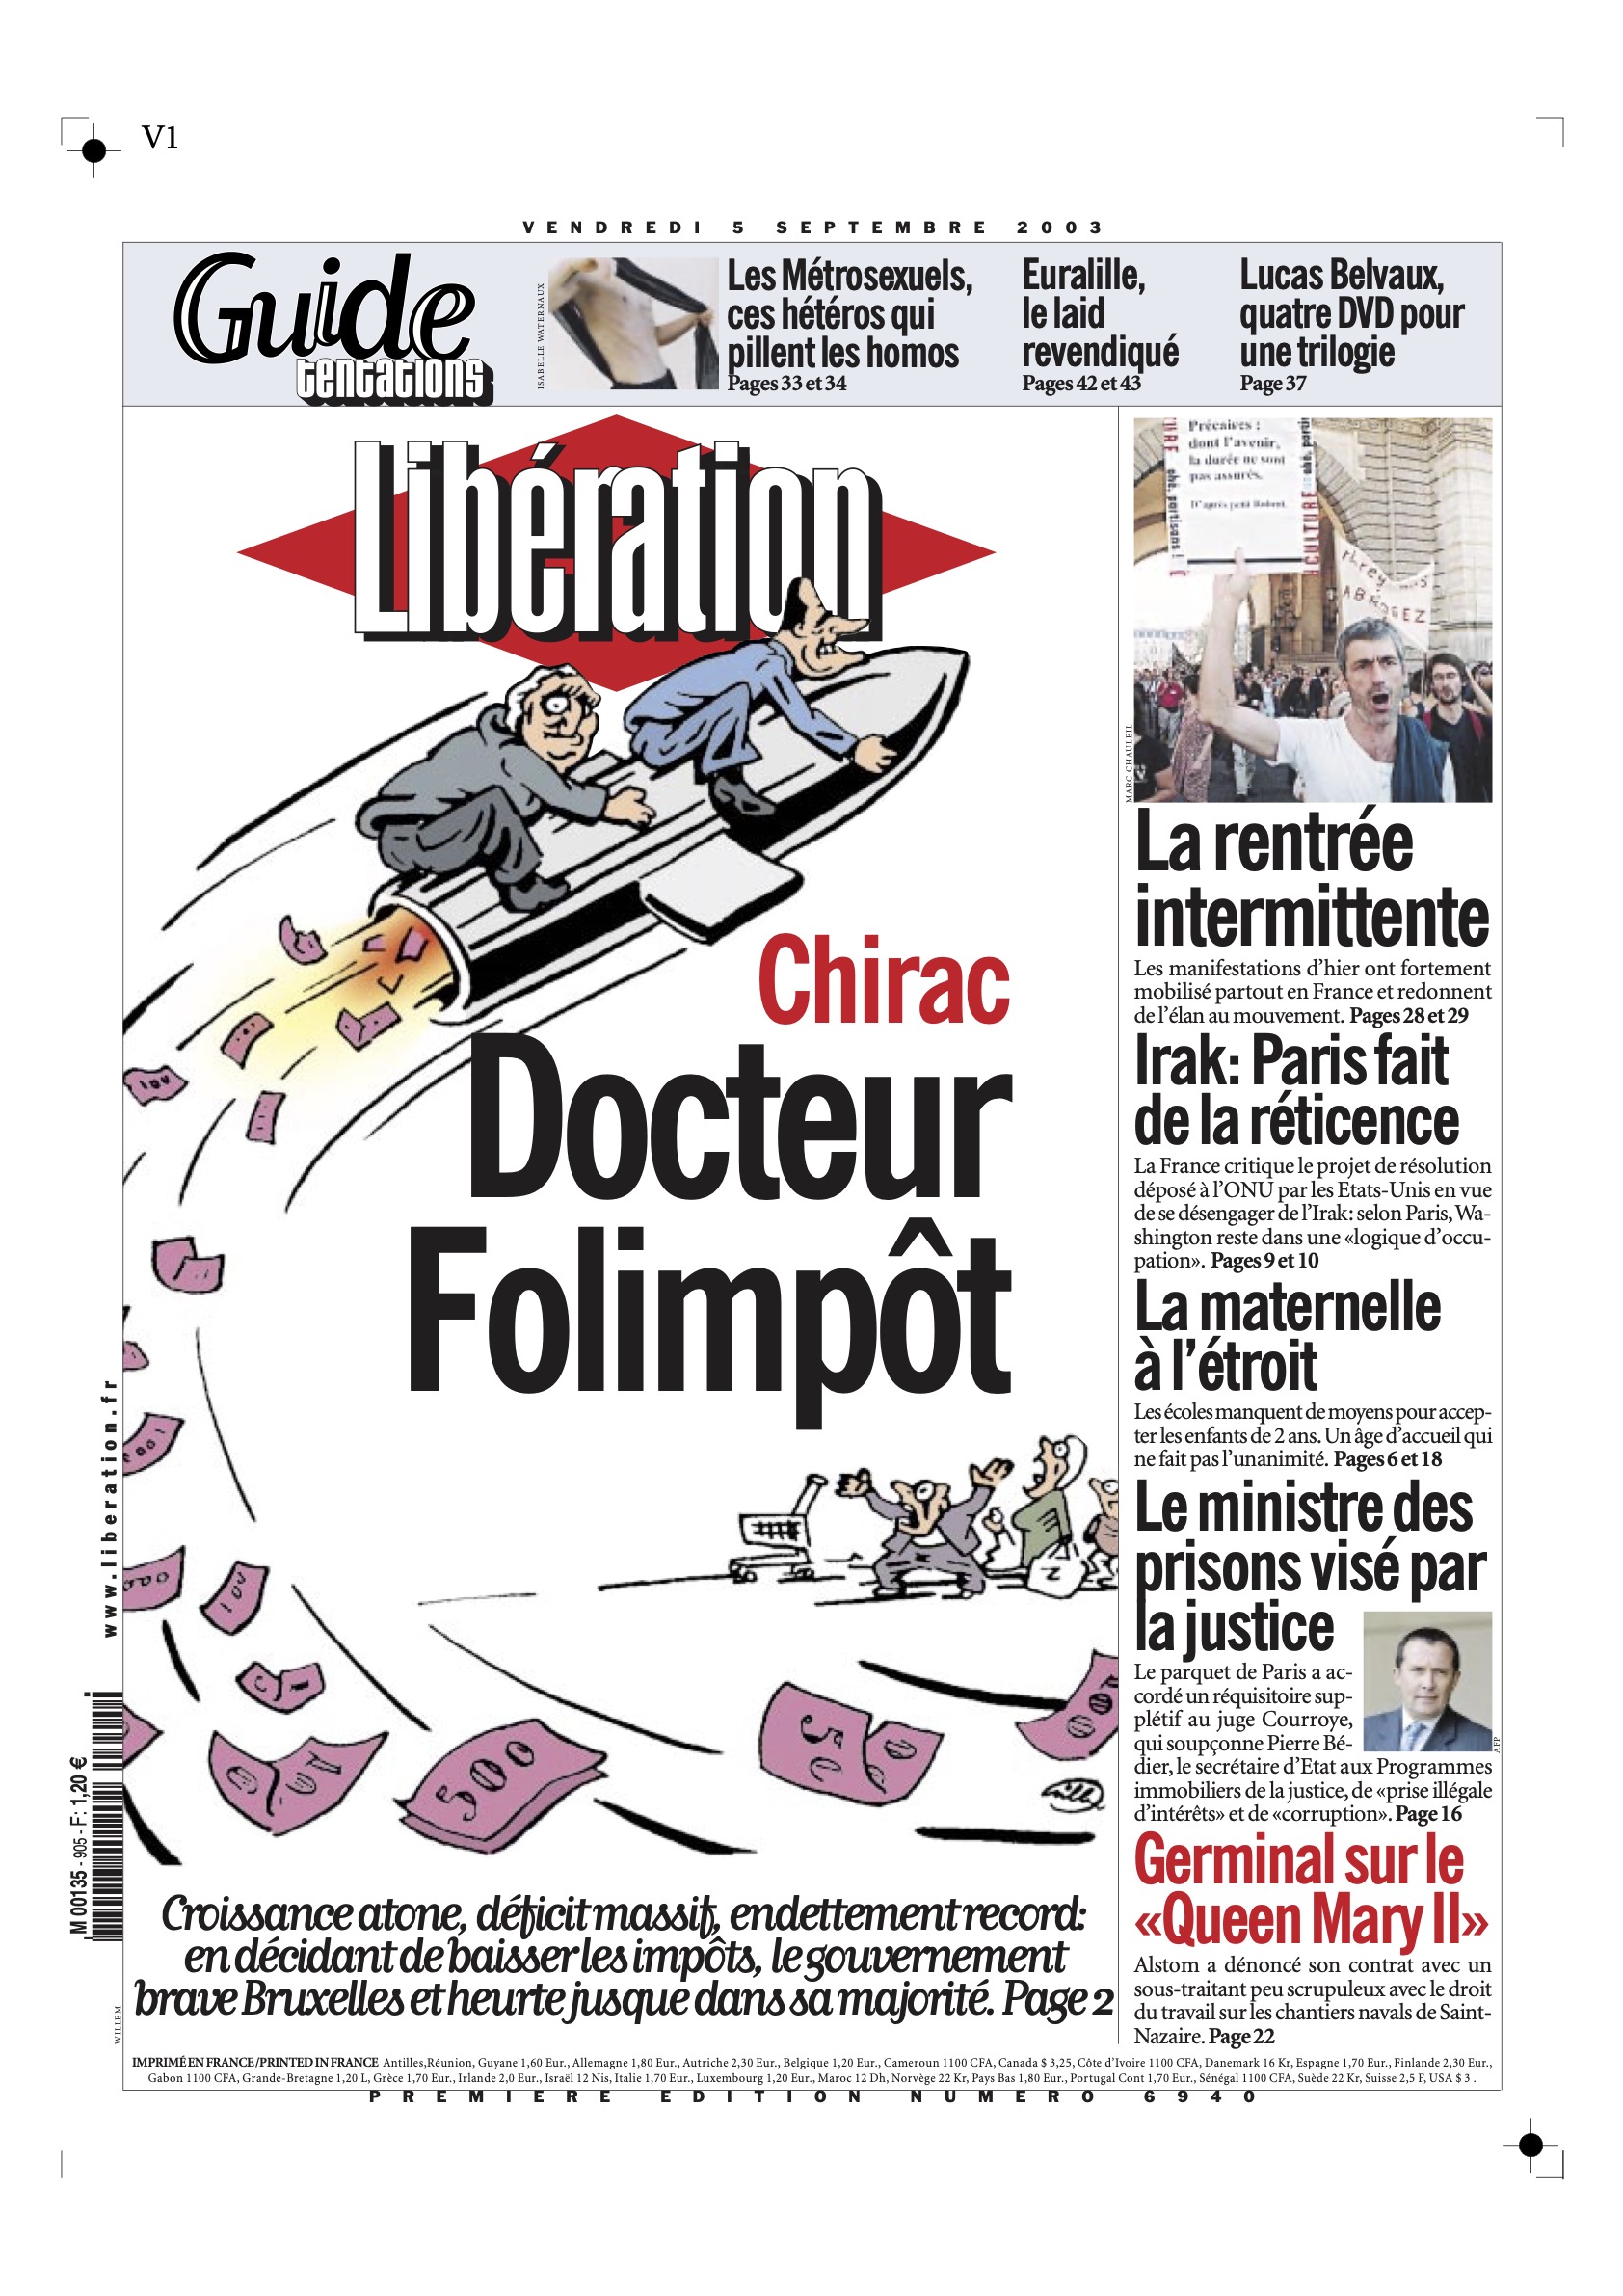 V1
VENDREDI 5 SEPTEMBRE 2003
Guide
tentations
ISABELLE WATERNAUX
Les Métrosexuels,
ces hétéros qui
pillent les homos
Pages 33 et 34
Euralille,
le laid
revendiqué
Pages 42 et 43
Lucas Belvaux,
quatre DVD pour
une trilogie
Page 37
Libération
Chirac
Docteur
Folimpôt
500
Croissance atone, déficit massif, endettement record:
en décidant de baisser les impôts, le gouvernement
brave Bruxelles et heurte jusque dans sa majorité. Page 2
WILLEM
www.liberation.fr
M 00135 - 905 - F: 1,20 €
Précaires :
dont l'avenir,
la durée ne sont
pas assurés.
D'après petit Robert.
CULTURE
ABROGEZ
MARC CHAULEIL
La rentrée
intermittente
Les manifestations d'hier ont fortement
mobilisé partout en France et redonnent
de l'élan au mouvement. Pages 28 et 29
Irak: Paris fait
de la réticence
La France critique le projet de résolution
déposé à l'ONU par les Etats-Unis en vue
de se désengager de l'Irak: selon Paris, Wa-
shington reste dans une «logique d'occu-
pation». Pages 9 et 10
La maternelle
à l'étroit
Les écoles manquent de moyens pour accep-
ter les enfants de 2 ans. Un âge d'accueil qui
ne fait pas l'unanimité. Pages 6 et 18
Le ministre des
prisons visé par
la justice
Le parquet de Paris a ac-
cordé un réquisitoire sup-
plétif au juge Courroye,
qui soupçonne Pierre Bé-
dier, le secrétaire d'Etat aux Programmes
immobiliers de la justice, de «prise illégale
d'intérêts» et de «corruption». Page 16
AFP
Germinal sur le
«Queen Mary II»
Alstom a dénoncé son contrat avec un
sous-traitant peu scrupuleux avec le droit
du travail sur les chantiers navals de Saint-
Nazaire. Page 22
IMPRIMÉ EN FRANCE/PRINTED IN FRANCE Antilles,Réunion, Guyane 1,60 Eur., Allemagne 1,80 Eur., Autriche 2,30 Eur., Belgique 1,20 Eur., Cameroun 1100 CFA, Canada $ 3,25, Côte d'Ivoire 1100 CFA, Danemark 16 Kr, Espagne 1,70 Eur., Finlande 2,30 Eur.,
Gabon 1100 CFA, Grande-Bretagne 1,20 L, Grèce 1,70 Eur., Irlande 2,0 Eur., Israël 12 Nis, Italie 1,70 Eur., Luxembourg 1,20 Eur., Maroc 12 Dh, Norvège 22 Kr, Pays Bas 1,80 Eur., Portugal Cont 1,70 Eur., Sénégal 1100 CFA, Suède 22 Kr, Suisse 2,5 F, USA $ 3 .
PREMIERE EDITION NUMERO 6940